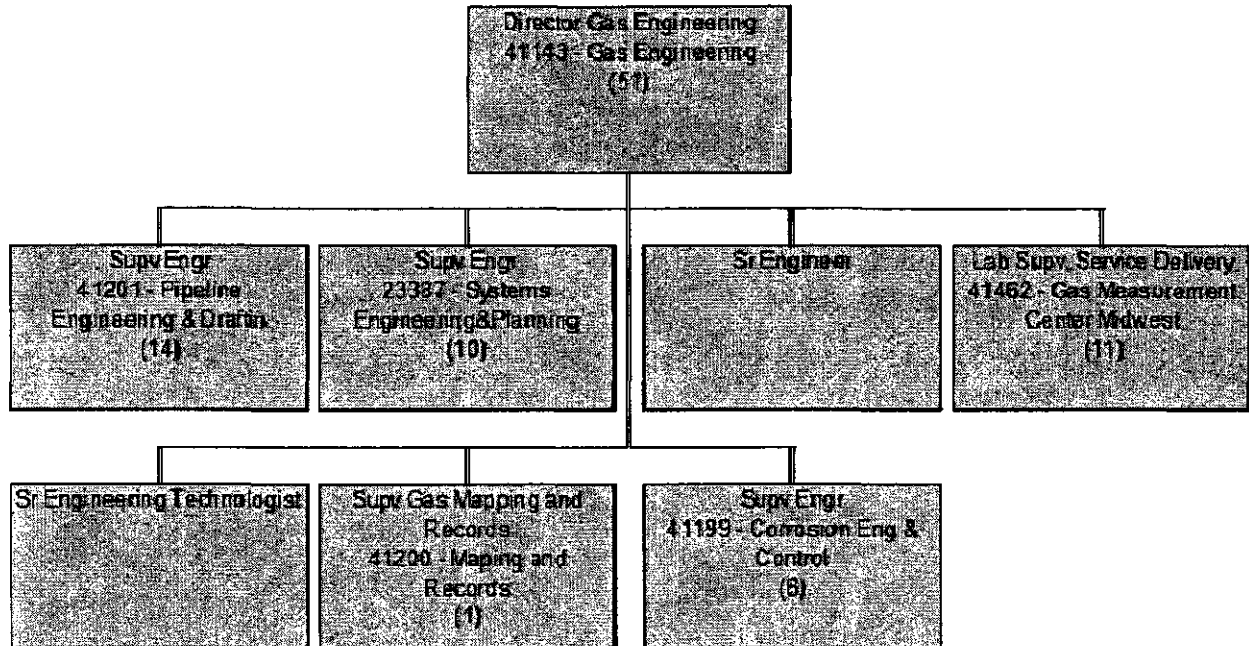 Director Gas Engineering
41143 - Gas Engineering
(51)
Supv Engr
41201 - Pipeline
Engineering & Draftin
(14)
Supv Engr
23387 - Systems
Engineering&Planning
(10)
Sr Engineer
Lab Supv, Service Delivery
41462 - Gas Measurement
Center Midwest
(11)
Sr Engineering Technologist
Supv Gas Mapping and
Records
41200 - Maping and
Records
(1)
Supv Engr
41199 - Corrosion Eng &
Control